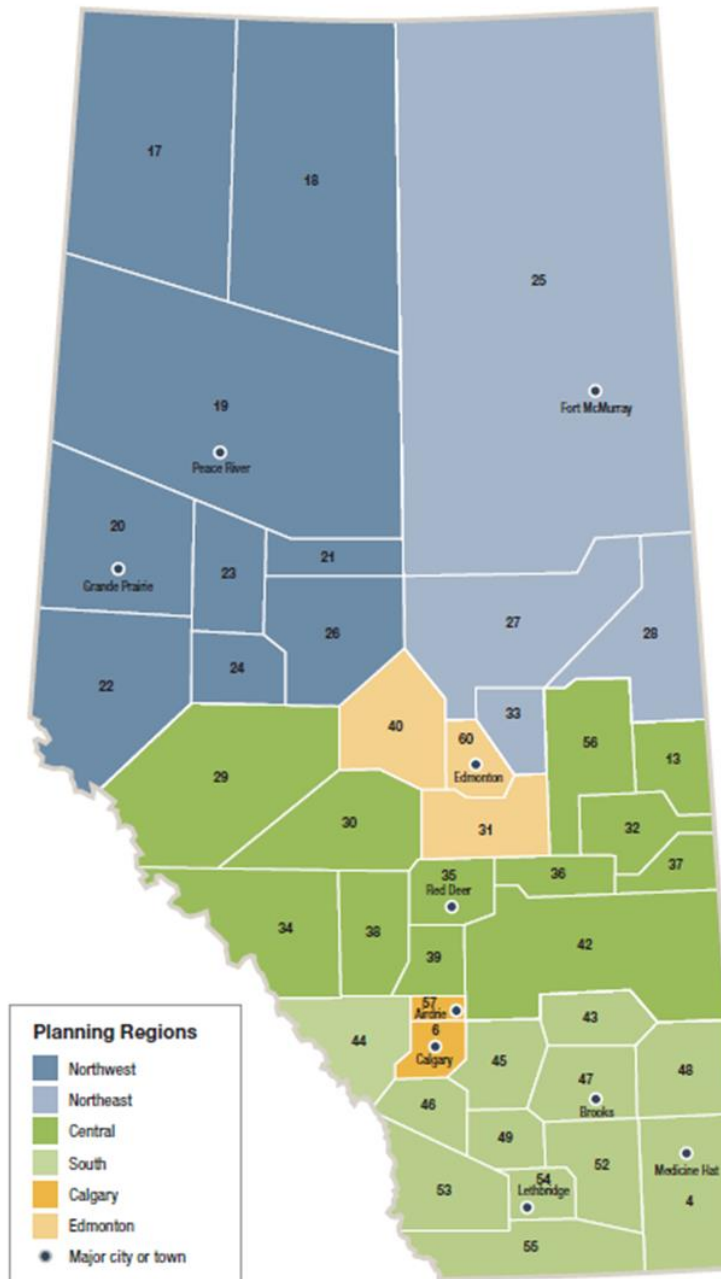 17
18
25
Fort McMurray
19
Peace River
20
Grande Prairie
23
21
26
27
28
22
24
40
60
Edmonton
33
56
13
29
30
31
32
37
35
Red Deer
36
34
38
39
42
57
Airdrie
6
Calgary
43
44
45
46
47
Brooks
48
49
52
53
54
Lethbridge
Medicine Hat
4
55
Planning Regions
Northwest
Northeast
Central
South
Calgary
Edmonton
Major city or town